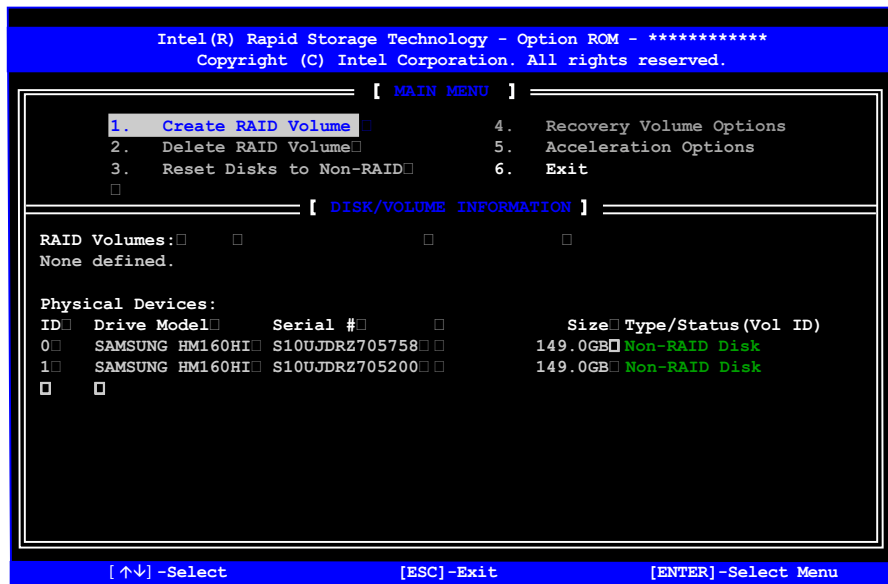 Intel(R) Rapid Storage Technology - Option ROM - ************
Copyright (C) Intel Corporation. All rights reserved.
[ MAIN MENU ]
1. Create RAID Volume 4. Recovery Volume Options
2. Delete RAID Volume 5. Acceleration Options
3. Reset Disks to Non-RAID 6. Exit
[ DISK/VOLUME INFORMATION ]
RAID Volumes:
None defined.
Physical Devices:
ID Drive Model Serial # Size Type/Status(Vol ID)
0 SAMSUNG HM160HI S10UJDRZ705758 149.0GB Non-RAID Disk
1 SAMSUNG HM160HI S10UJDRZ705200 149.0GB Non-RAID Disk
[↑↓]-Select [ESC]-Exit [ENTER]-Select Menu